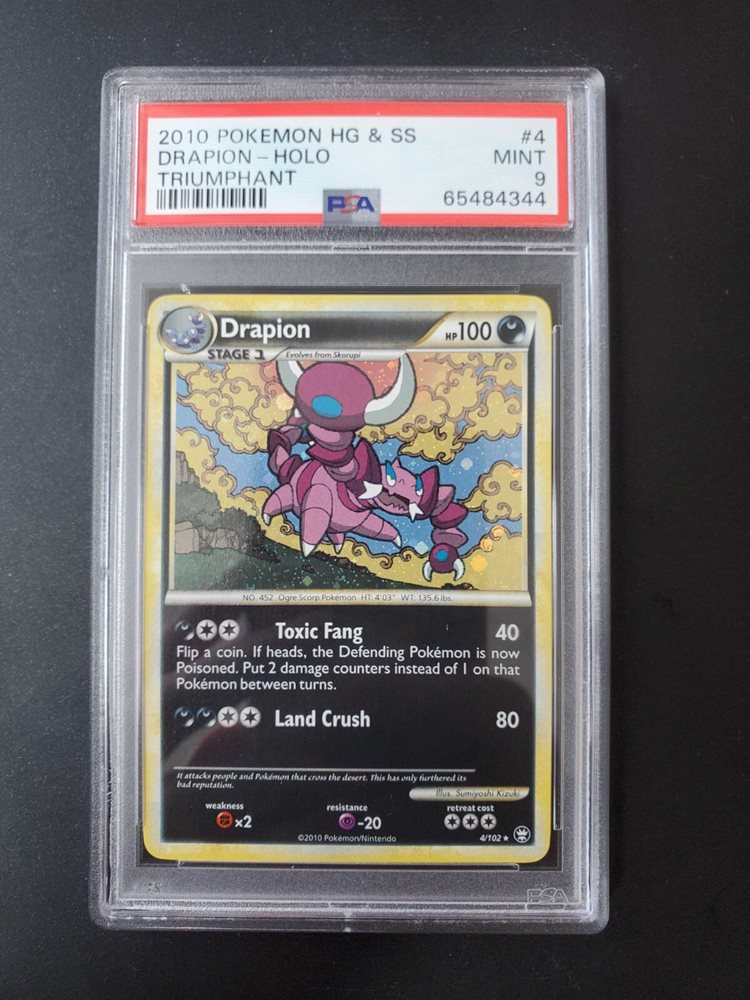 2010 POKEMON HG & SS #4
DRAPION - HOLO MINT
TRIUMPHANT 9
PSA 65484344
Drapion HP 100
STAGE 1 Evolves from Skorupi
NO. 452 Ogre Scorp Pokémon HT: 4'03" WT: 135.6 lbs.
Toxic Fang 40
Flip a coin. If heads, the Defending Pokémon is now
Poisoned. Put 2 damage counters instead of 1 on that
Pokémon between turns.
Land Crush 80
It attacks people and Pokémon that cross the desert. This has only furthered its
bad reputation.
Illus. Sumiyoshi Kizuki
weakness resistance retreat cost
×2 -20
©2010 Pokémon/Nintendo 4/102 ★
PSA